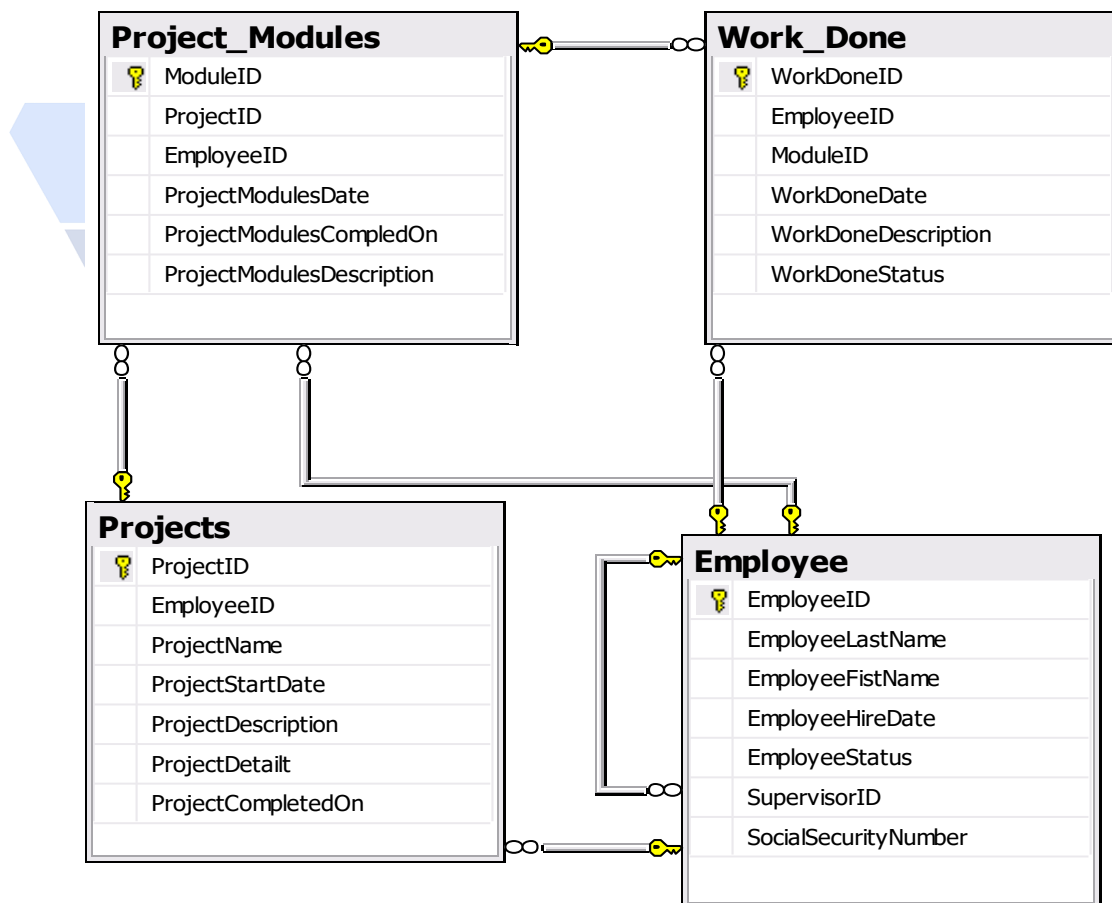 Project_Modules
ModuleID
ProjectID
EmployeeID
ProjectModulesDate
ProjectModulesCompledOn
ProjectModulesDescription
Work_Done
WorkDoneID
EmployeeID
ModuleID
WorkDoneDate
WorkDoneDescription
WorkDoneStatus
Projects
ProjectID
EmployeeID
ProjectName
ProjectStartDate
ProjectDescription
ProjectDetailt
ProjectCompletedOn
Employee
EmployeeID
EmployeeLastName
EmployeeFistName
EmployeeHireDate
EmployeeStatus
SupervisorID
SocialSecurityNumber